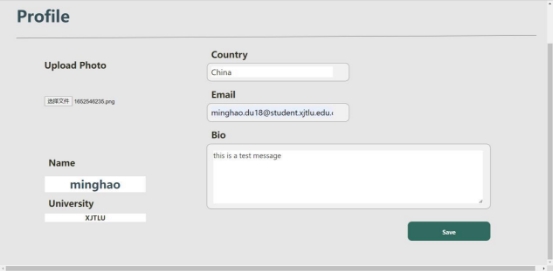 Profile
Upload Photo
选择文件 1652546235.png
Name
minghao
University
XJTLU
Country
China
Email
minghao.du18@student.xjtlu.edu.
Bio
this is a test message
Save